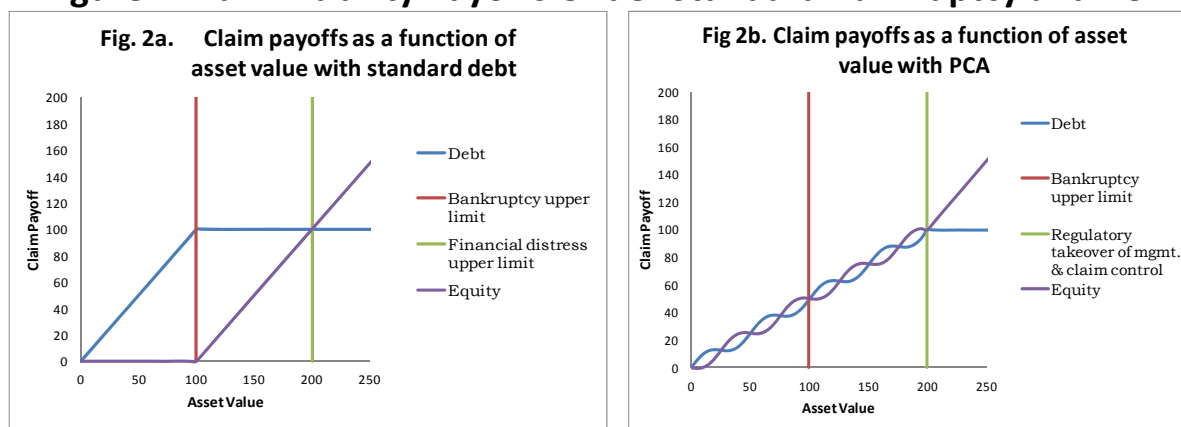 Fig. 2a. Claim payoffs as a function of
asset value with standard debt
200
180
160
140
120
100
80
60
40
20
0
Claim Payoff
0 50 100 150 200 250
Asset Value
Debt
Bankruptcy upper
limit
Financial distress
upper limit
Equity
Fig 2b. Claim payoffs as a function of asset
value with PCA
200
180
160
140
120
100
80
60
40
20
0
Claim Payoff
0 50 100 150 200 250
Asset Value
Debt
Bankruptcy
upper limit
Regulatory
takeover of mgmt.
& claim control
Equity